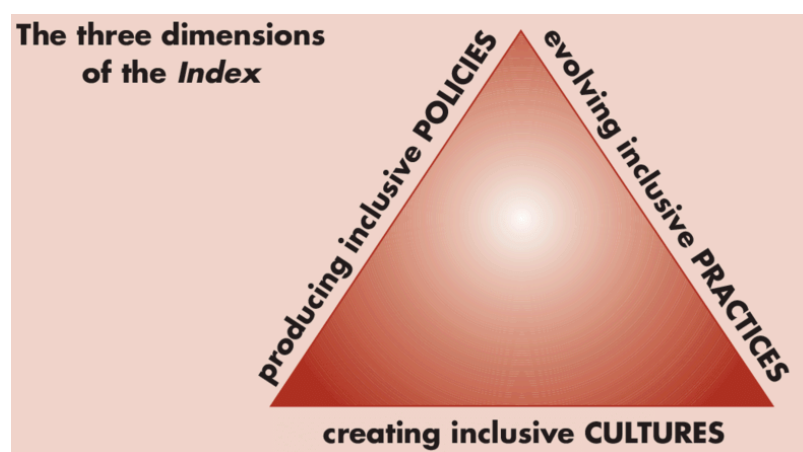 The three dimensions
of the Index
producing inclusive POLICIES
evolving inclusive PRACTICES
creating inclusive CULTURES